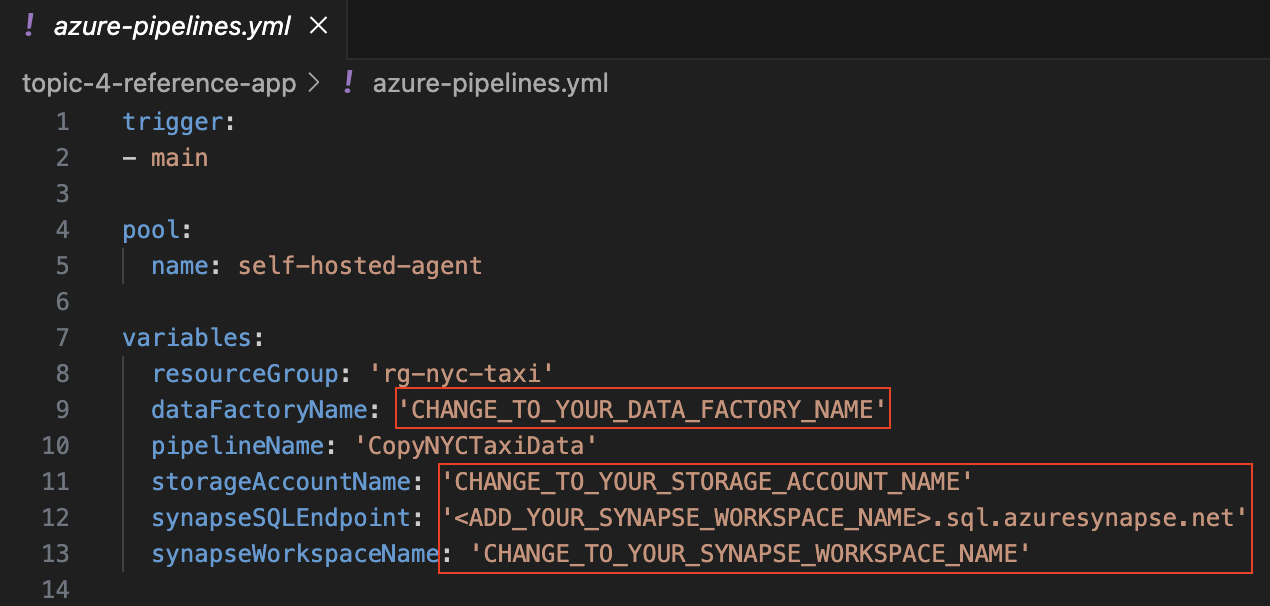 ! azure-pipelines.yml ×
topic-4-reference-app > ! azure-pipelines.yml
1 trigger:
2 - main
3
4 pool:
5 name: self-hosted-agent
6
7 variables:
8 resourceGroup: 'rg-nyc-taxi'
9 dataFactoryName: 'CHANGE_TO_YOUR_DATA_FACTORY_NAME'
10 pipelineName: 'CopyNYCTaxiData'
11 storageAccountName: 'CHANGE_TO_YOUR_STORAGE_ACCOUNT_NAME'
12 synapseSQLEndpoint: '<ADD_YOUR_SYNAPSE_WORKSPACE_NAME>.sql.azuresynapse.net'
13 synapseWorkspaceName: 'CHANGE_TO_YOUR_SYNAPSE_WORKSPACE_NAME'
14